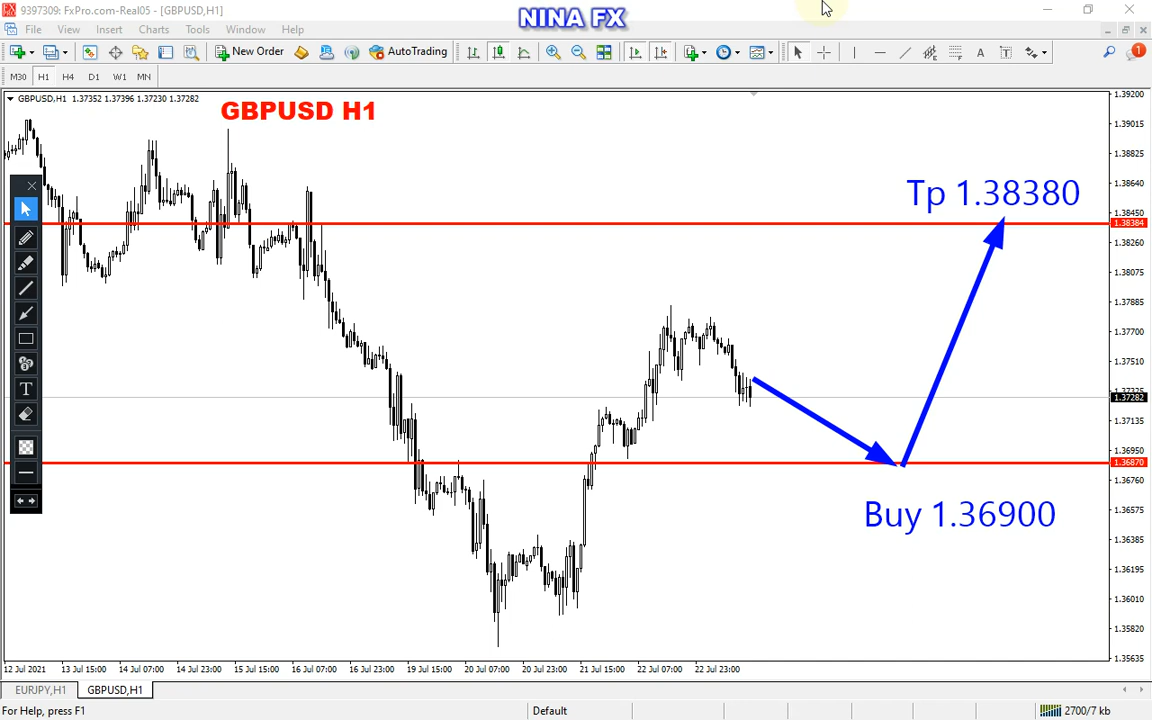 9397309: FxPro.com-Real05 - [GBPUSD,H1]
NINA FX
File View Insert Charts Tools Window Help
New Order AutoTrading
A T 1
M30 H1 H4 D1 W1 MN
GBPUSD,H1 1.37352 1.37396 1.37230 1.37282
GBPUSD H1
1.39200
1.39015
1.38825
1.38640
Tp 1.38380
1.38450
1.38384
1.38260
1.38075
1.37885
1.37700
1.37510
1.37325
1.37282
1.37135
1.36950
1.36870
1.36760
Buy 1.36900
1.36575
1.36385
1.36195
1.36010
1.35820
1.35635
T
12 Jul 2021 13 Jul 15:00 14 Jul 07:00 14 Jul 23:00 15 Jul 15:00 16 Jul 07:00 16 Jul 23:00 19 Jul 15:00 20 Jul 07:00 20 Jul 23:00 21 Jul 15:00 22 Jul 07:00 22 Jul 23:00
EURJPY,H1 GBPUSD,H1
For Help, press F1 Default 2700/7 kb